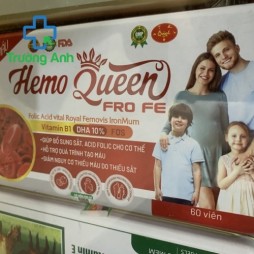 Trường Anh
FDA
Hemo Queen
FRO FE
Folic Acid vital Royal Femovis IronMum
Vitamin B1 DHA 10% FOS
•GIÚP BỔ SUNG SẮT, ACID FOLIC CHO CƠ THỂ
•HỖ TRỢ QUÁ TRÌNH TẠO MÁU
•GIẢM NGUY CƠ THIẾU MÁU DO THIẾU SẮT
60 viên